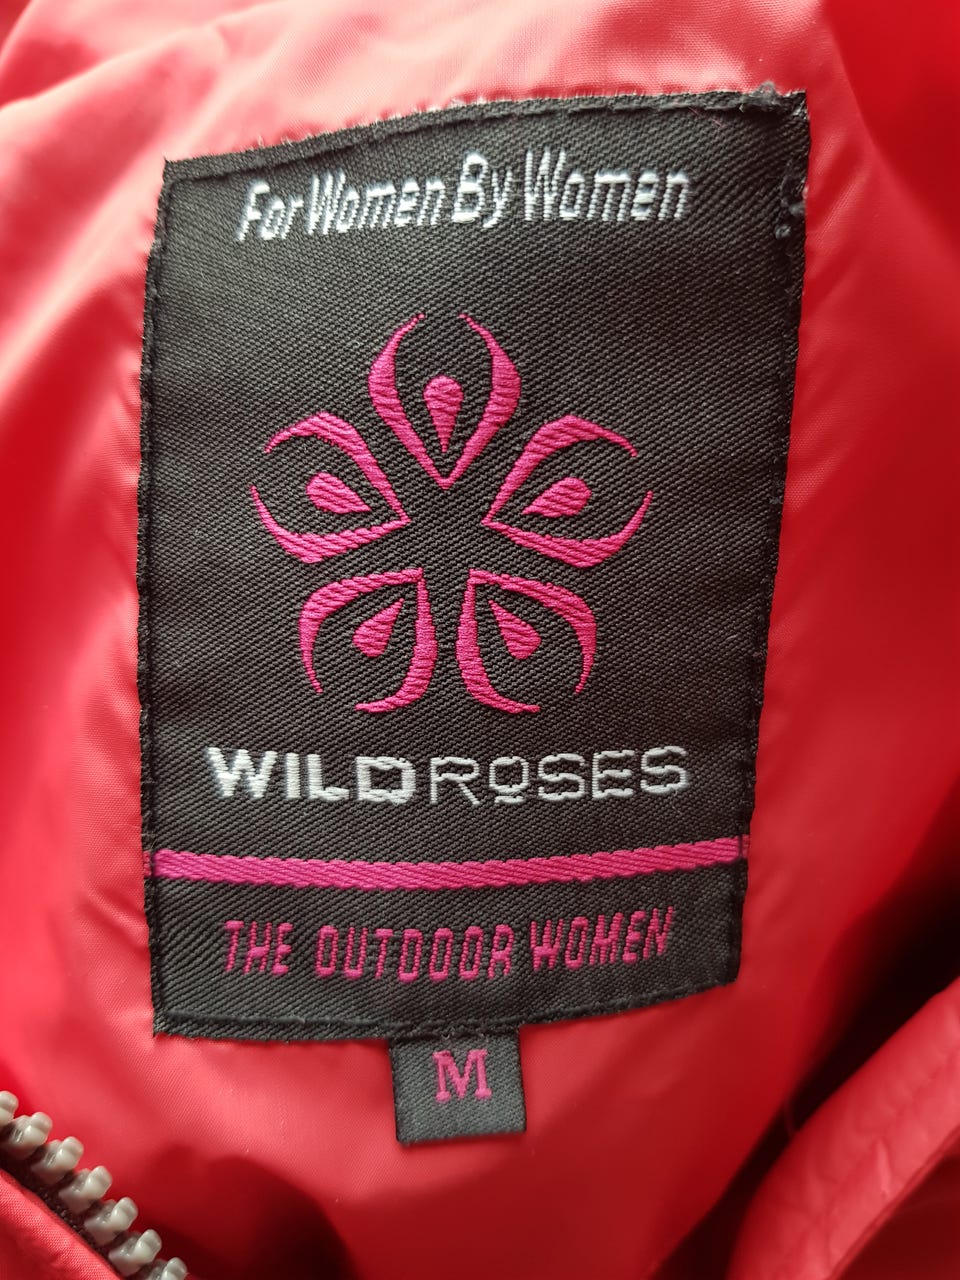 For Women By Women
WILDROSES
THE OUTDOOR WOMEN
M